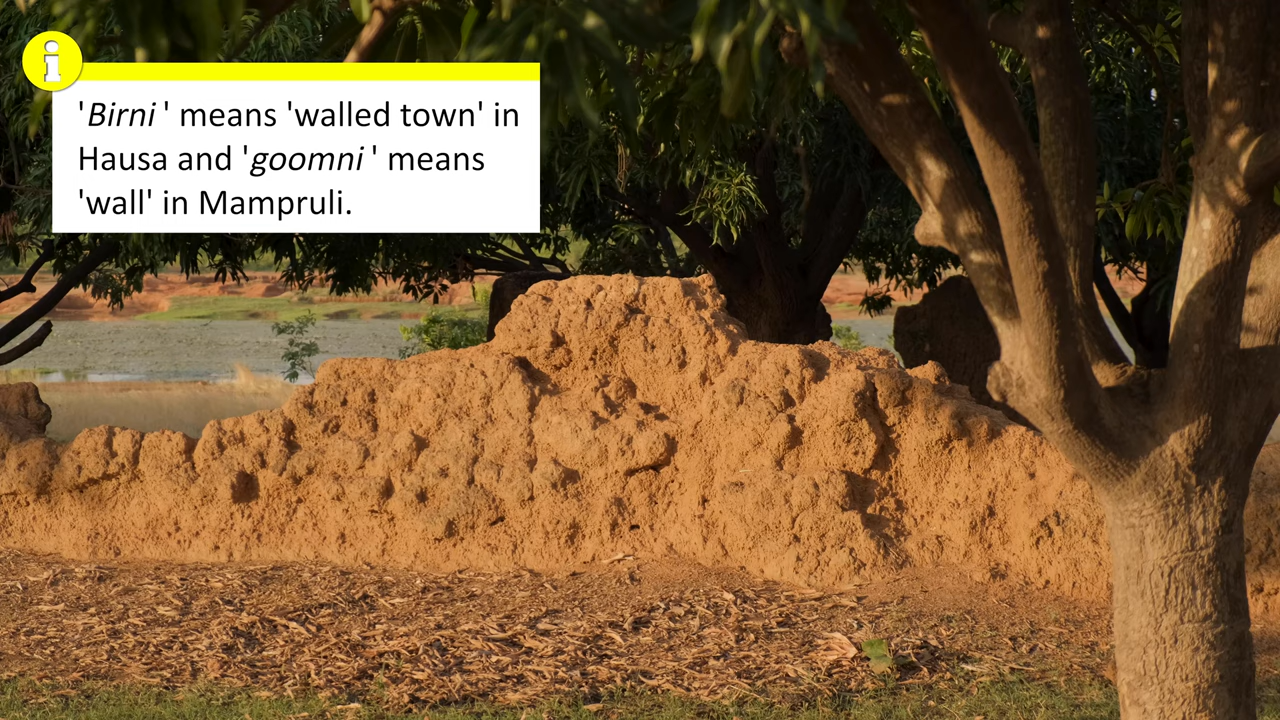 'Birni' means 'walled town' in
Hausa and 'goomni' means
'wall' in Mampruli.